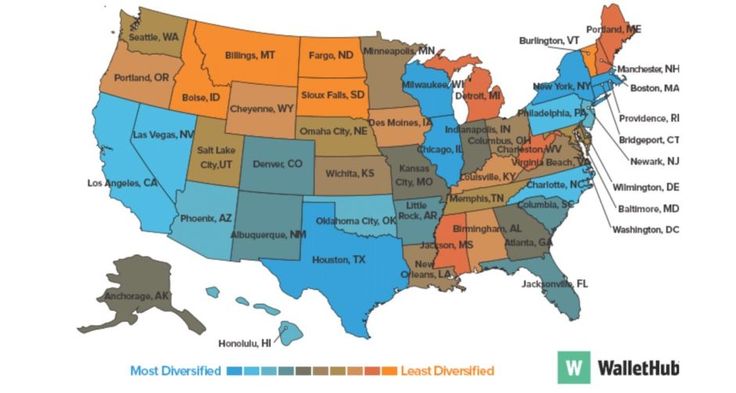 Seattle, WA
Portland, OR
Boise, ID
Billings, MT
Fargo, ND
Minneapolis, MN
Sioux Falls, SD
Cheyenne, WY
Las Vegas, NV
Los Angeles, CA
Salt Lake
City,UT
Denver, CO
Phoenix, AZ
Albuquerque, NM
Omaha City, NE
Wichita, KS
Oklahoma City, OK
Houston, TX
Des Moines, IA
Kansas
City, MO
Little
Rock, AR
New
Orleans, LA
Milwaukee, WI
Chicago, IL
Detroit, MI
Indianapolis, IN
Columbus, OH
Charleston, WV
Virginia Beach, VA
Louisville, KY
Memphis,TN
Jackson, MS
Birmingham, AL
Atlanta, GA
Charlotte, NC
Columbia, SC
Jacksonville, FL
Burlington, VT
Portland, ME
Manchester, NH
New York, NY
Boston, MA
Philadelphia, PA
Providence, RI
Bridgeport, CT
Newark, NJ
Wilmington, DE
Baltimore, MD
Washington, DC
Anchorage, AK
Honolulu, HI
Most Diversified
Least Diversified
W WalletHub